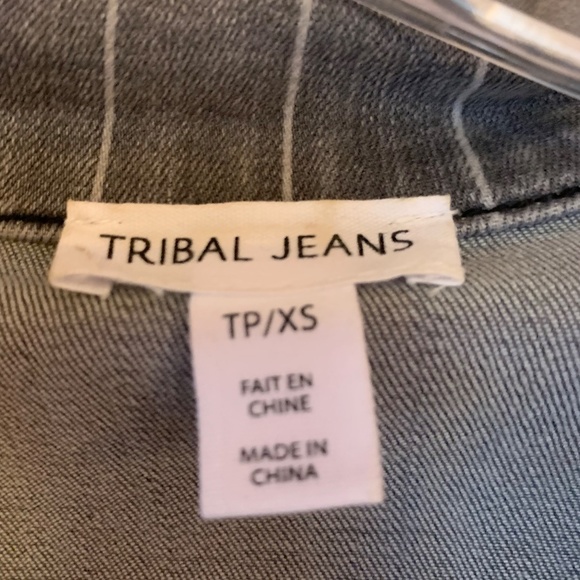 TRIBAL JEANS
TP/XS
FAIT EN
CHINE
MADE IN
CHINA